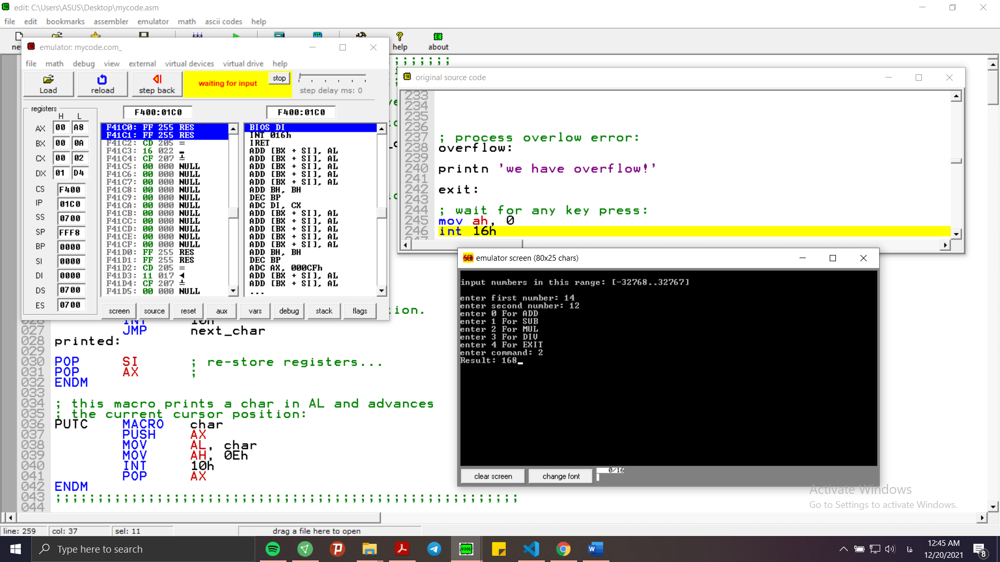 edit: C:\Users\ASUS\Desktop\mycode.asm
file edit bookmarks assembler emulator math ascii codes help
help about
emulator: mycode.com_
file math debug view external virtual devices virtual drive help
Load reload step back waiting for input stop step delay ms: 0
registers
H L
AX 00 A8
BX 00 0A
CX 00 02
DX 01 D4
CS F400
IP 01C0
SS 0700
SP FFF8
BP 0000
SI 0000
DI 0000
DS 0700
ES 0700
F400:01C0 F400:01C0
F41C0: FF 255 RES
F41C1: FF 255 RES
F41C2: CD 205 =
F41C3: 16 022 ▬
F41C4: CF 207 ╧
F41C5: 00 000 NULL
F41C6: 00 000 NULL
F41C7: 00 000 NULL
F41C8: 00 000 NULL
F41C9: 00 000 NULL
F41CA: 00 000 NULL
F41CB: 00 000 NULL
F41CC: 00 000 NULL
F41CD: 00 000 NULL
F41CE: 00 000 NULL
F41CF: 00 000 NULL
F41D0: FF 255 RES
F41D1: FF 255 RES
F41D2: CD 205 =
F41D3: 11 017 ◄
F41D4: CF 207 ╧
F41D5: 00 000 NULL
BIOS DI
INT 016h
IRET
ADD [BX + SI], AL
ADD [BX + SI], AL
ADD [BX + SI], AL
ADD [BX + SI], AL
ADD [BX + SI], AL
ADD BH, BH
DEC BP
ADC DI, CX
ADD [BX + SI], AL
ADD [BX + SI], AL
ADD [BX + SI], AL
ADD [BX + SI], AL
ADD [BX + SI], AL
ADD BH, BH
DEC BP
ADC AX, 000CFh
ADD [BX + SI], AL
ADD [BX + SI], AL
...
screen source reset aux vars debug stack flags
original source code
233
234
235
236
237 ; process overlow error:
238 overflow:
239
240 printn 'we have overflow!'
241
242 exit:
243
244 ; wait for any key press:
245 mov ah, 0
246 int 16h
emulator screen (80x25 chars)
input numbers in this range: [-32768..32767]
enter first number: 14
enter second number: 12
enter 0 For ADD
enter 1 For SUB
enter 2 For MUL
enter 3 For DIV
enter 4 For EXIT
enter command: 2
Result: 168_
clear screen change font 0/16
tion.
026 INT 10h
027 JMP next_char
028 printed:
029
030 POP SI ; re-store registers...
031 POP AX ;
032 ENDM
033
034 ; this macro prints a char in AL and advances
035 ; the current cursor position:
036 PUTC MACRO char
037 PUSH AX
038 MOV AL, char
039 MOV AH, 0Eh
040 INT 10h
041 POP AX
042 ENDM
043 ;;;;;;;;;;;;;;;;;;;;;;;;;;;;;;;;;;;;;;;;;;;;;;;;;;;;;;;
044
Activate Windows
Go to Settings to activate Windows.
line: 259 col: 37 sel: 11 drag a file here to open
Type here to search
فا
12:45 AM
12/20/2021
8